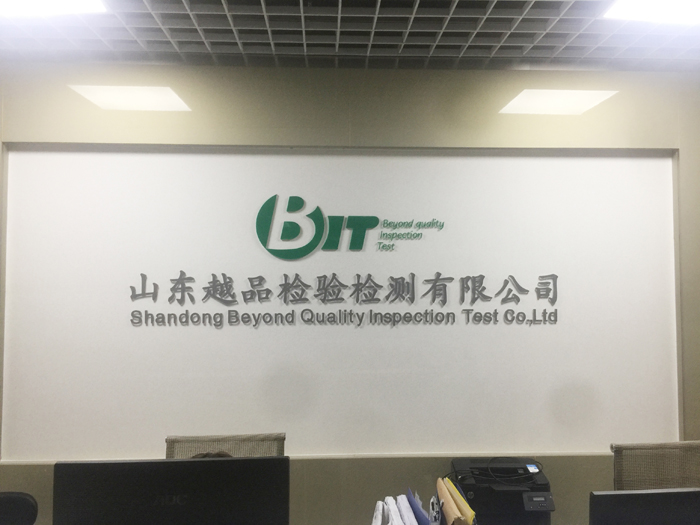 BIT
Beyond quality
Inspection
Test
山东越品检验检测有限公司
Shandong Beyond Quality Inspection Test Co,.Ltd